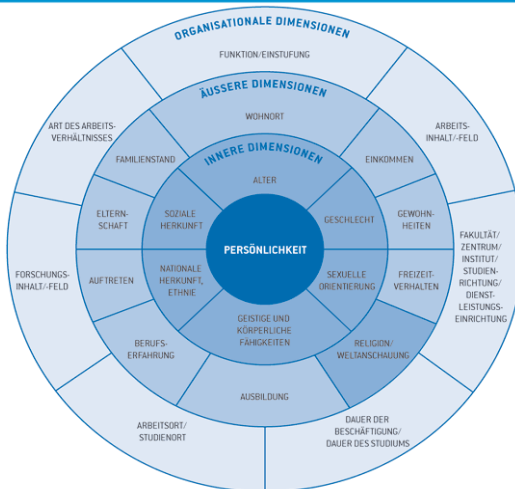 ORGANISATIONALE DIMENSIONEN
FUNKTION/EINSTUFUNG
ÄUSSERE DIMENSIONEN
WOHNORT
INNERE DIMENSIONEN
ALTER
PERSÖNLICHKEIT
ART DES ARBEITS-
VERHÄLTNISSES
ARBEITS-
INHALT/-FELD
FAMILIENSTAND
EINKOMMEN
ELTERN-
SCHAFT
SOZIALE
HERKUNFT
GESCHLECHT
GEWOHN-
HEITEN
FORSCHUNGS-
INHALT/-FELD
AUFTRETEN
NATIONALE
HERKUNFT,
ETHNIE
SEXUELLE
ORIENTIERUNG
FREIZEIT-
VERHALTEN
FAKULTÄT/
ZENTRUM/
INSTITUT/
STUDIEN-
RICHTUNG/
DIENST-
LEISTUNGS-
EINRICHTUNG
GEISTIGE UND
KÖRPERLICHE
FÄHIGKEITEN
BERUFS-
ERFAHRUNG
RELIGION/
WELTANSCHAUUNG
AUSBILDUNG
ARBEITSORT/
STUDIENORT
DAUER DER
BESCHÄFTIGUNG/
DAUER DES STUDIUMS